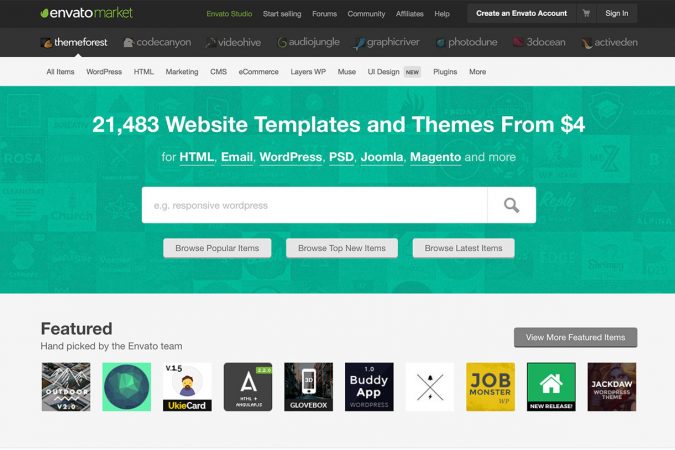 envatomarket
Envato Studio Start selling Forums Community Affiliates Help Create an Envato Account Sign In
themeforest codecanyon videohive audiojungle graphicriver photodune 3docean activeden
All Items WordPress HTML Marketing CMS eCommerce Layers WP Muse UI Design NEW Plugins More
21,483 Website Templates and Themes From $4
for HTML, Email, WordPress, PSD, Joomla, Magento and more
e.g. responsive wordpress
Browse Popular Items Browse Top New Items Browse Latest Items
Featured
Hand picked by the Envato team
View More Featured Items
OUTDOOR
V2.0
V.1.5
UkieCard
2.2.0
HTML +
ANGULARJS
3D
GLOVEBOX
1.0
Buddy
App
WORDPRESS
JOB
MONSTER
WP
NEW RELEASE!
JACKDAW
WORDPRESS
THEME